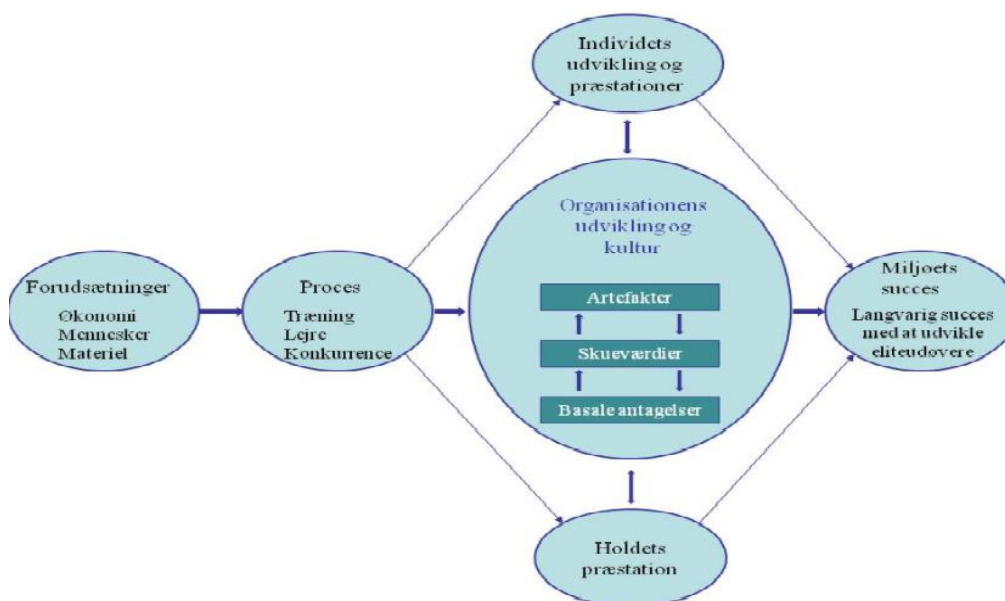 Individets
udvikling og
præstationer
Organisationens
udvikling og
kultur
Artefakter
Skueværdier
Basale antagelser
Forudsætninger
Økonomi
Mennesker
Materiel
Proces
Træning
Lejre
Konkurrence
Miljøets
succes
Langvarig succes
med at udvikle
eliteudøvere
Holdets
præstation